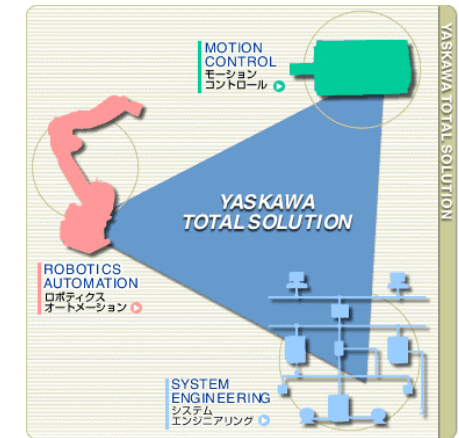 MOTION
CONTROL
モーション
コントロール
YASKAWA TOTAL SOLUTION
YASKAWA
TOTAL SOLUTION
ROBOTICS
AUTOMATION
ロボティクス
オートメーション
SYSTEM
ENGINEERING
システム
エンジニアリング